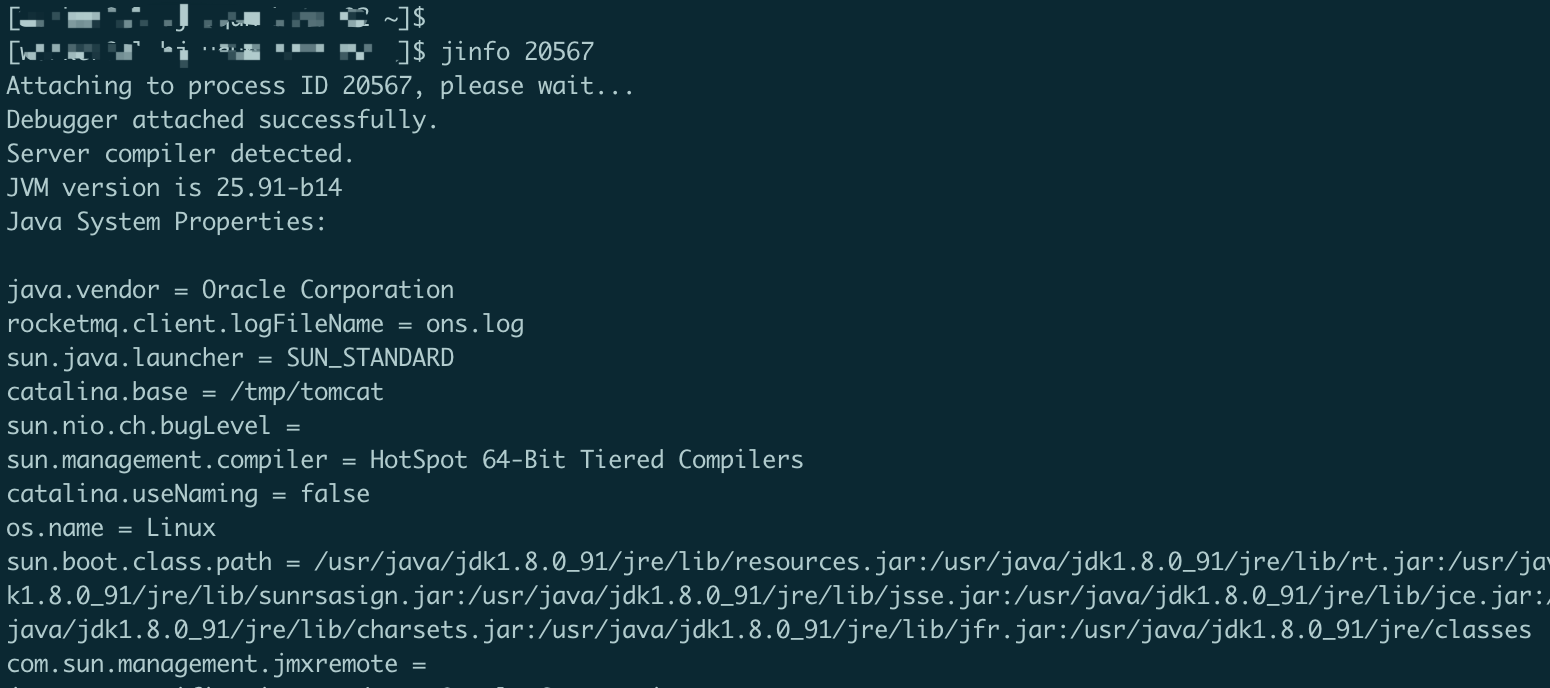 ~]$
]$ jinfo 20567
Attaching to process ID 20567, please wait...
Debugger attached successfully.
Server compiler detected.
JVM version is 25.91-b14
Java System Properties:
java.vendor = Oracle Corporation
rocketmq.client.logFileName = ons.log
sun.java.launcher = SUN_STANDARD
catalina.base = /tmp/tomcat
sun.nio.ch.bugLevel =
sun.management.compiler = HotSpot 64-Bit Tiered Compilers
catalina.useNaming = false
os.name = Linux
sun.boot.class.path = /usr/java/jdk1.8.0_91/jre/lib/resources.jar:/usr/java/jdk1.8.0_91/jre/lib/rt.jar:/usr/jav
k1.8.0_91/jre/lib/sunrsasign.jar:/usr/java/jdk1.8.0_91/jre/lib/jsse.jar:/usr/java/jdk1.8.0_91/jre/lib/jce.jar:/
java/jdk1.8.0_91/jre/lib/charsets.jar:/usr/java/jdk1.8.0_91/jre/lib/jfr.jar:/usr/java/jdk1.8.0_91/jre/classes
com.sun.management.jmxremote =